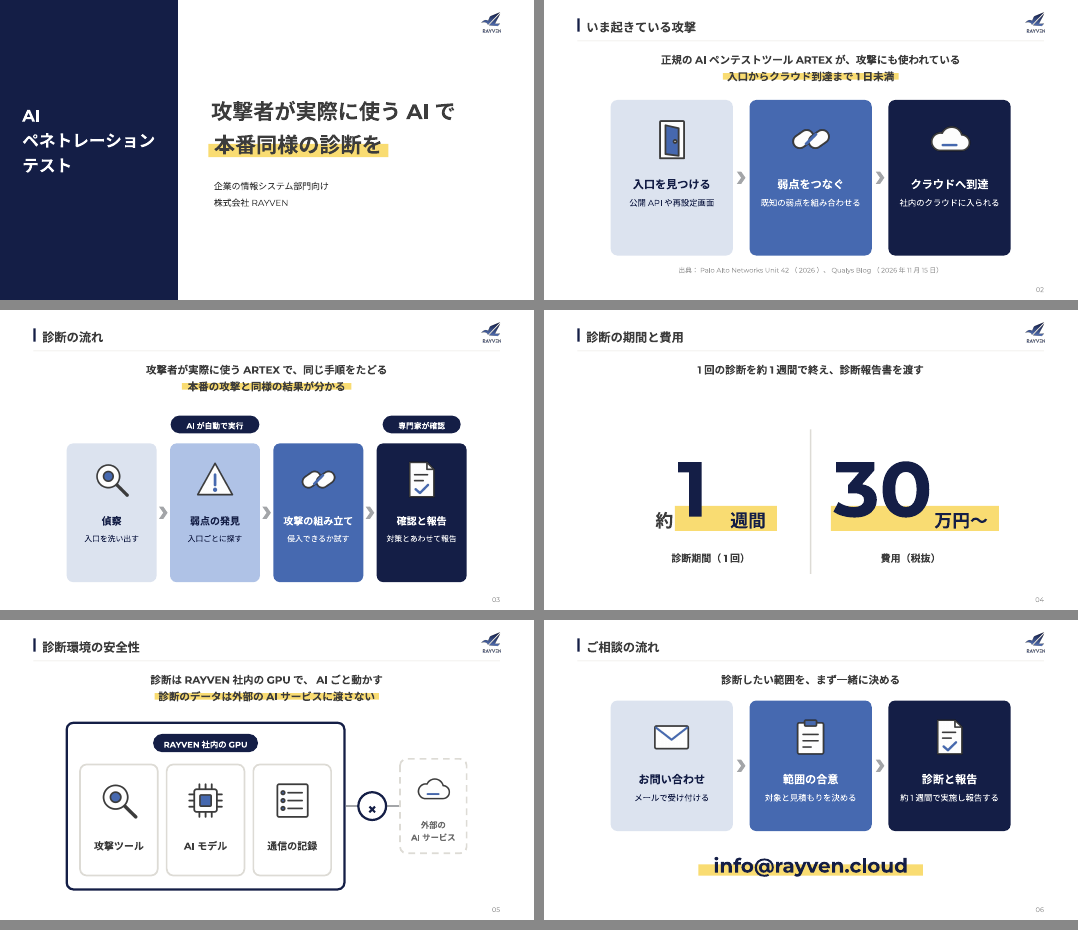 RAYVEN
AI
ペネトレーション
テスト
攻撃者が実際に使う AI で
本番同様の診断を
企業の情報システム部門向け
株式会社 RAYVEN
いま起きている攻撃
RAYVEN
正規の AI ペンテストツール ARTEX が、攻撃にも使われている
入口からクラウド到達まで 1 日未満
入口を見つける
公開 API や再設定画面
弱点をつなぐ
既知の弱点を組み合わせる
クラウドへ到達
社内のクラウドに入られる
出典： Palo Alto Networks Unit 42 （ 2026 ）、 Qualys Blog （ 2026 年 11 月 15 日）
02
診断の流れ
RAYVEN
攻撃者が実際に使う ARTEX で、同じ手順をたどる
本番の攻撃と同様の結果が分かる
AI が自動で実行
専門家が確認
偵察
入口を洗い出す
弱点の発見
入口ごとに探す
攻撃の組み立て
侵入できるか試す
確認と報告
対策とあわせて報告
03
診断の期間と費用
RAYVEN
1 回の診断を約 1 週間で終え、診断報告書を渡す
約 1 週間
診断期間（ 1 回）
30 万円〜
費用（税抜）
04
診断環境の安全性
RAYVEN
診断は RAYVEN 社内の GPU で、 AI ごと動かす
診断のデータは外部の AI サービスに渡さない
RAYVEN 社内の GPU
攻撃ツール
AI モデル
通信の記録
外部の
AI サービス
05
ご相談の流れ
RAYVEN
診断したい範囲を、まず一緒に決める
お問い合わせ
メールで受け付ける
範囲の合意
対象と見積もりを決める
診断と報告
約 1 週間で実施し報告する
info@rayven.cloud
06